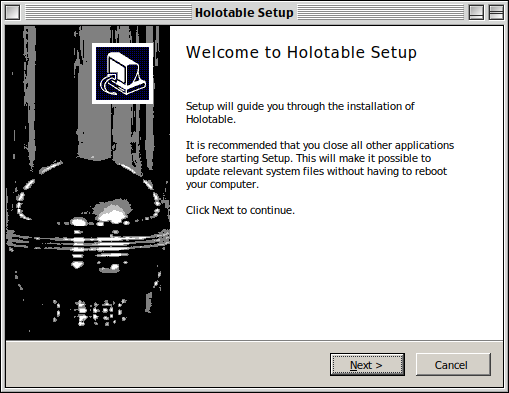 Holotable Setup
Welcome to Holotable Setup
Setup will guide you through the installation of
Holotable.
It is recommended that you close all other applications
before starting Setup. This will make it possible to
update relevant system files without having to reboot
your computer.
Click Next to continue.
Next >
Cancel